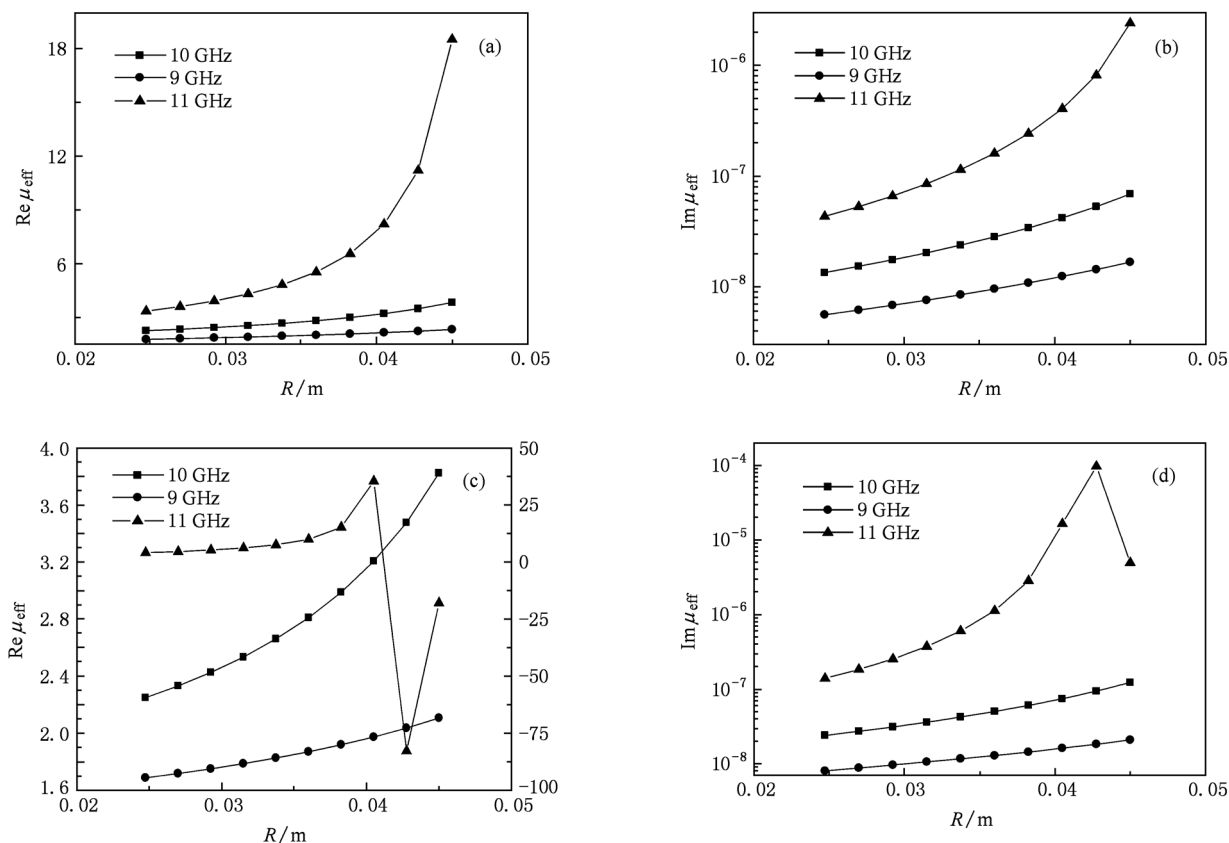 (a)
10 GHz
9 GHz
11 GHz
18
12
6
Re μeff
0.02 0.03 0.04 0.05
R/m
(b)
10 GHz
9 GHz
11 GHz
10⁻⁶
10⁻⁷
10⁻⁸
Im μeff
0.02 0.03 0.04 0.05
R/m
(c)
10 GHz
9 GHz
11 GHz
4.0
3.6
3.2
2.8
2.4
2.0
1.6
Re μeff
50
25
0
−25
−50
−75
−100
0.02 0.03 0.04 0.05
R/m
(d)
10 GHz
9 GHz
11 GHz
10⁻⁴
10⁻⁵
10⁻⁶
10⁻⁷
10⁻⁸
Im μeff
0.02 0.03 0.04 0.05
R/m